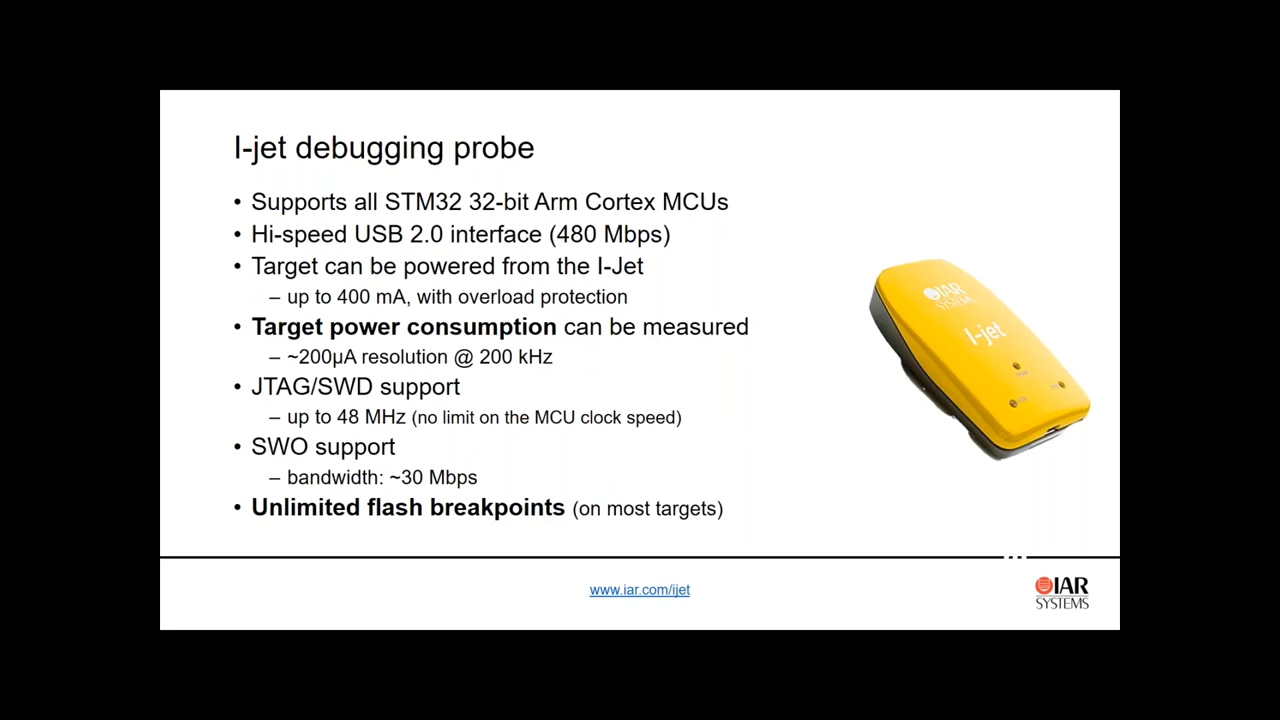 I-jet debugging probe
• Supports all STM32 32-bit Arm Cortex MCUs
• Hi-speed USB 2.0 interface (480 Mbps)
• Target can be powered from the I-Jet
– up to 400 mA, with overload protection
• Target power consumption can be measured
– ~200µA resolution @ 200 kHz
• JTAG/SWD support
– up to 48 MHz (no limit on the MCU clock speed)
• SWO support
– bandwidth: ~30 Mbps
• Unlimited flash breakpoints (on most targets)
IAR
SYSTEMS
I-jet
www.iar.com/ijet
IAR
SYSTEMS